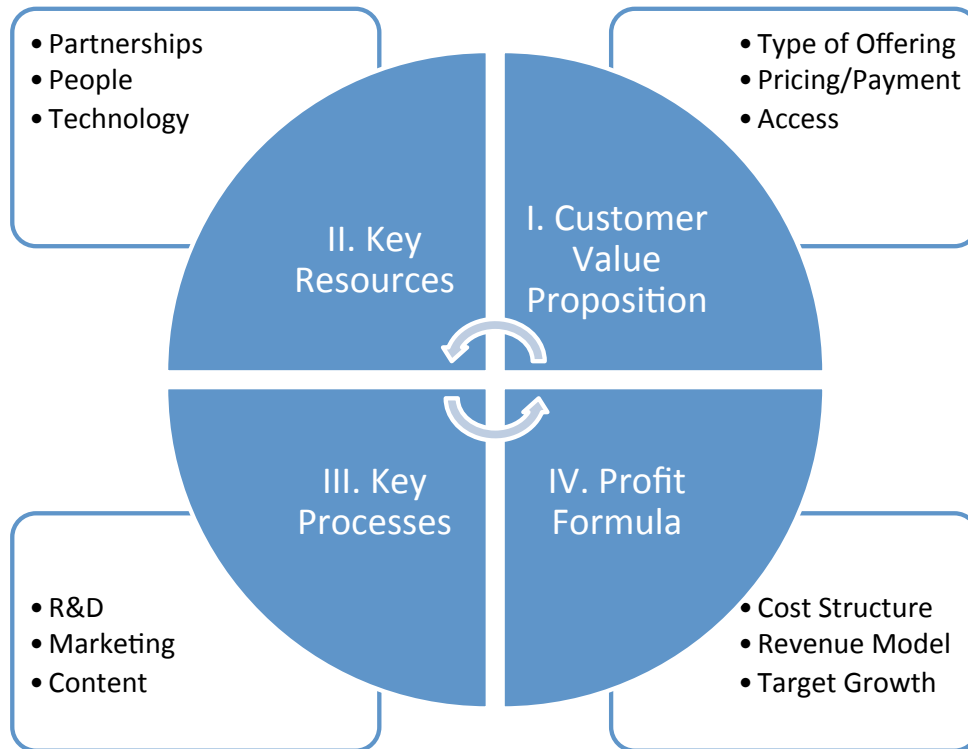 • Partnerships
• People
• Technology
• Type of Offering
• Pricing/Payment
• Access
II. Key
Resources
I. Customer
Value
Proposition
III. Key
Processes
IV. Profit
Formula
• R&D
• Marketing
• Content
• Cost Structure
• Revenue Model
• Target Growth